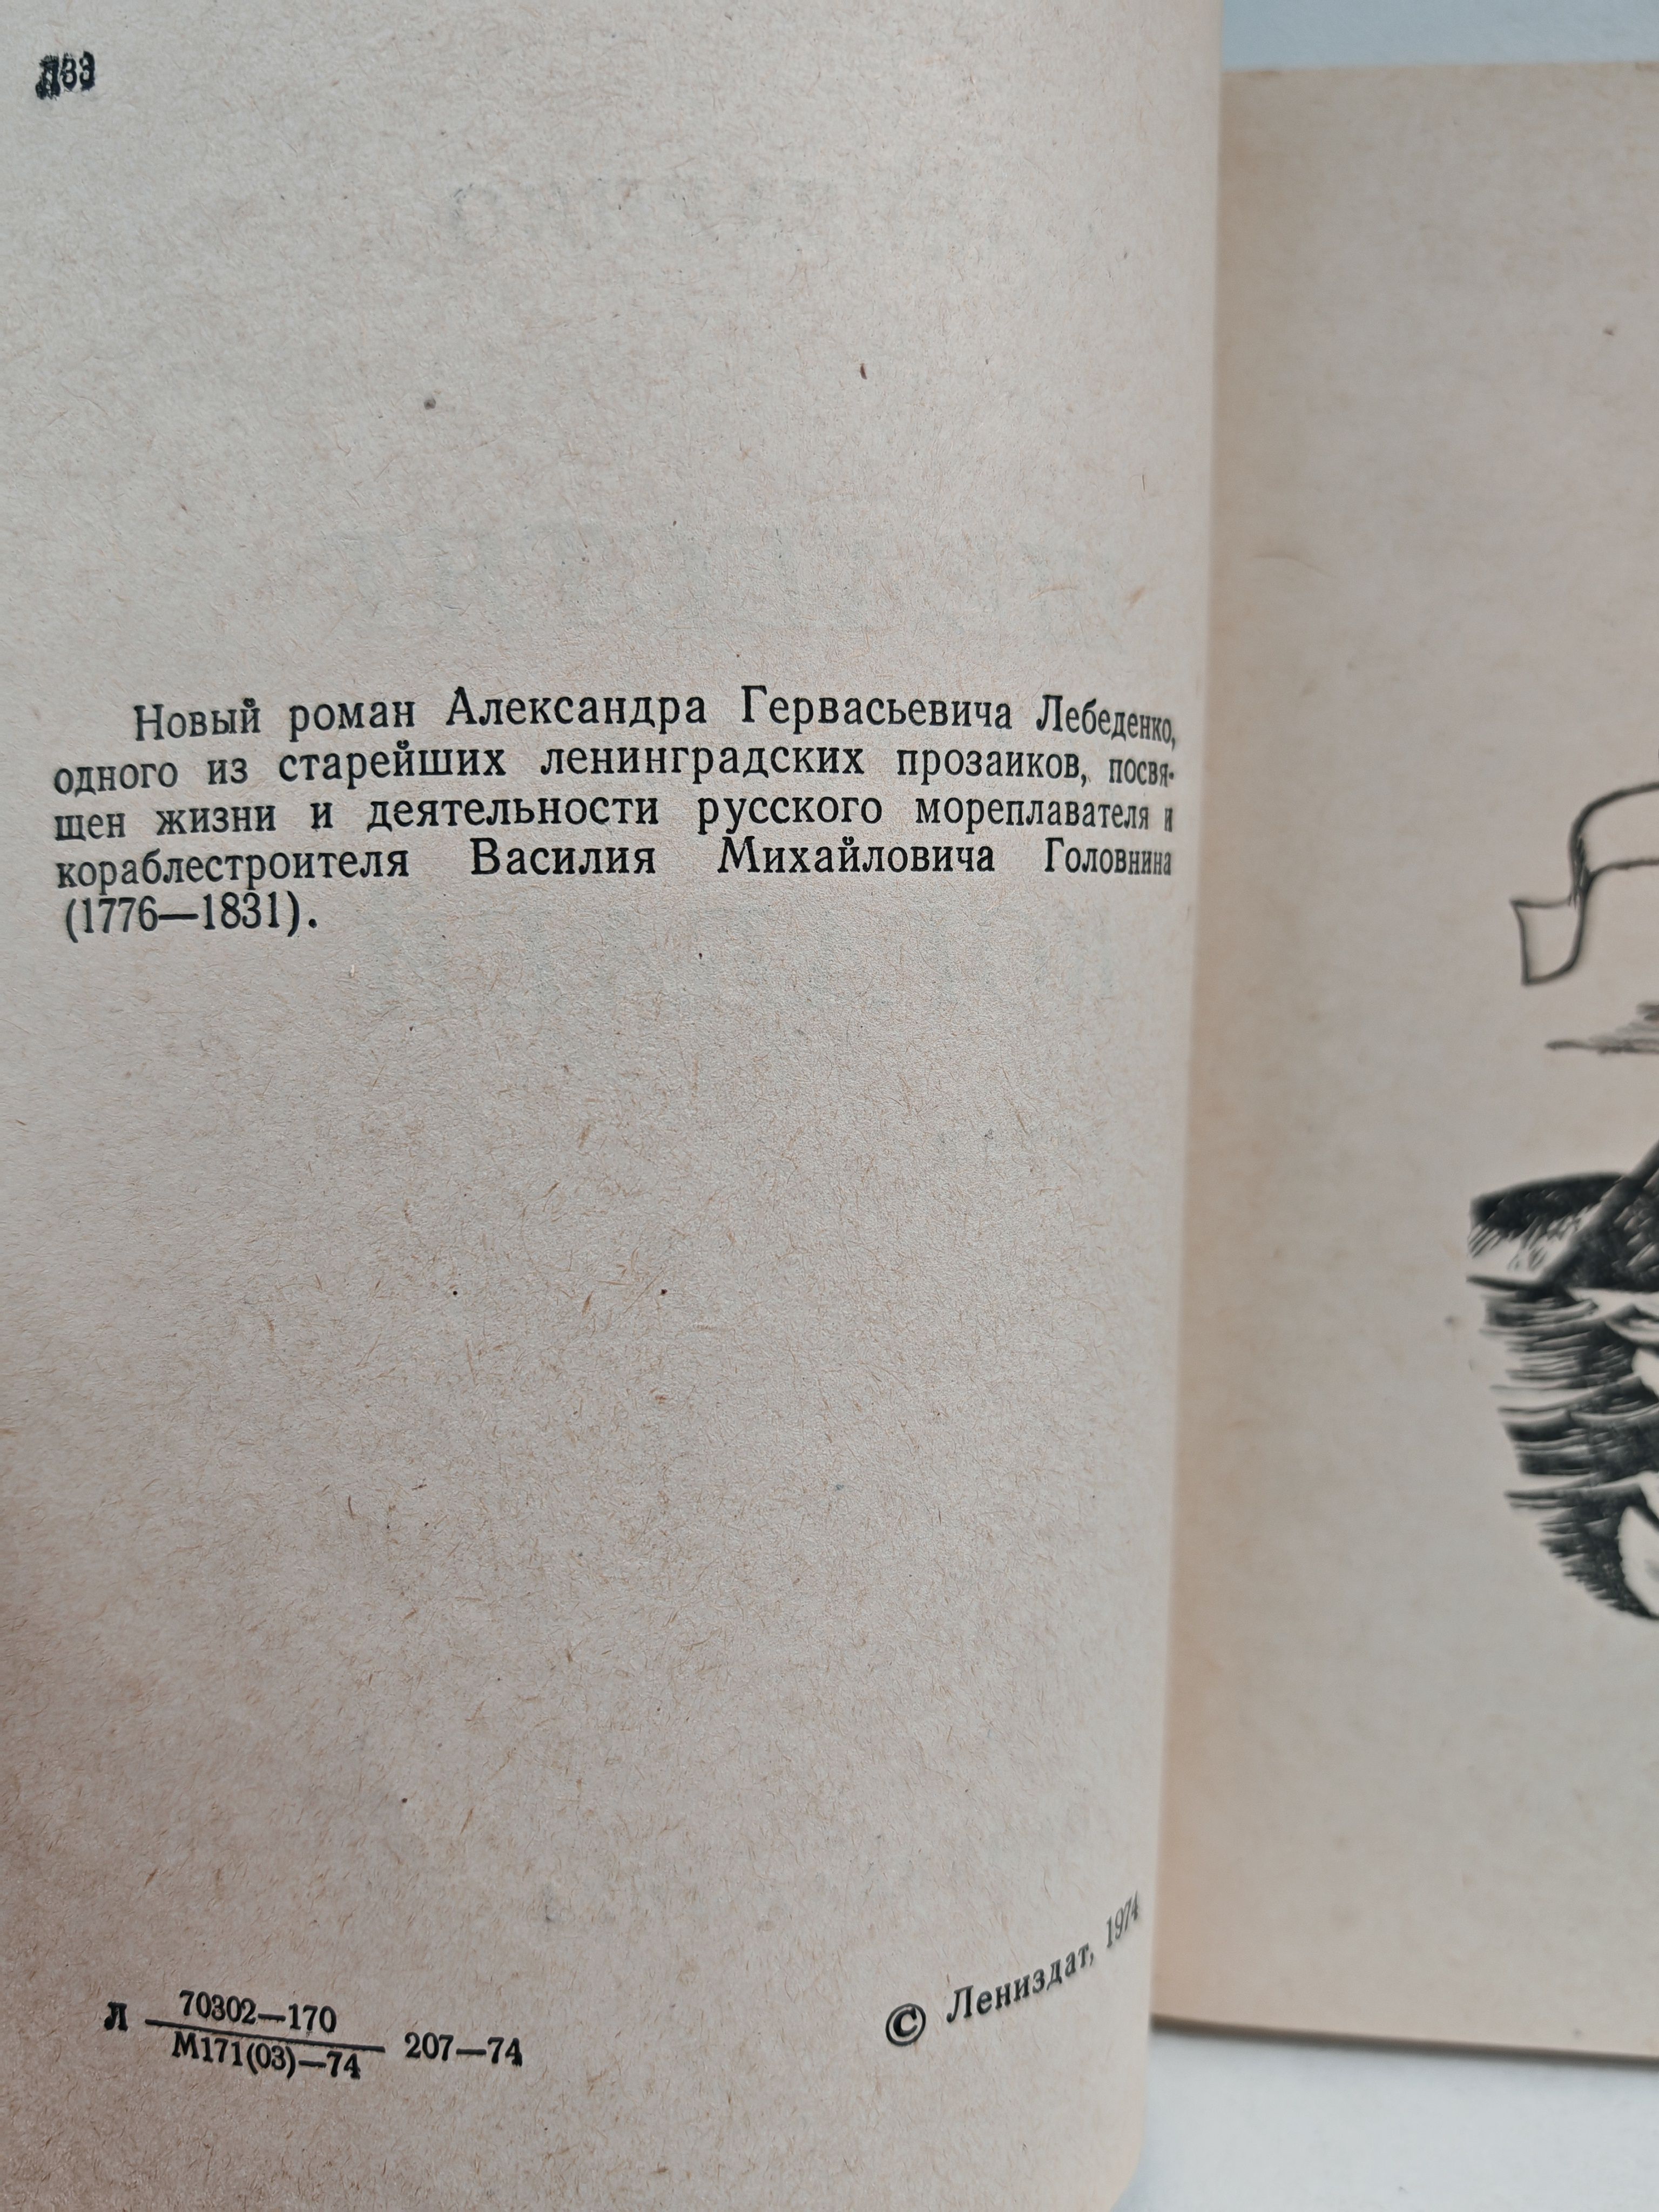 Новый роман Александра Гервасьевича Лебеденко,
одного из старейших ленинградских прозаиков, посвя-
щен жизни и деятельности русского мореплавателя и
кораблестроителя Василия Михайловича Головнина
(1776—1831).
Л 70302—170
М171(03)—74 207—74
© Лениздат, 1974